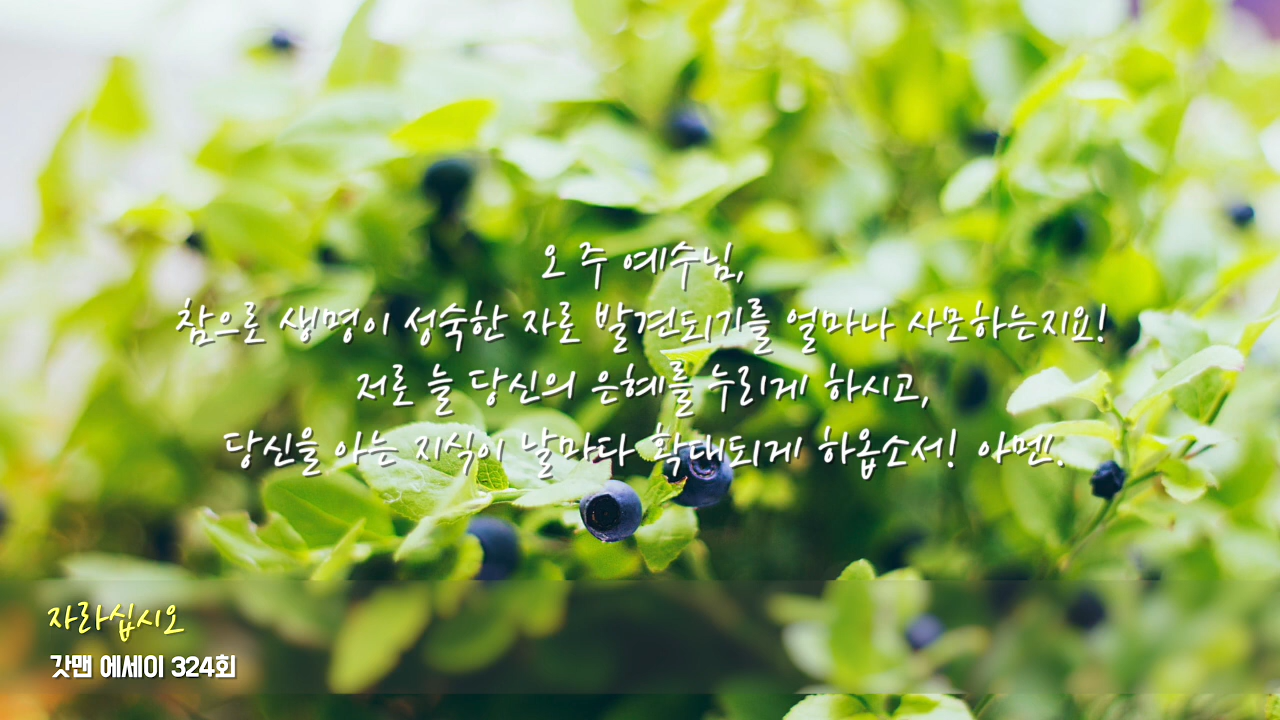 오 주 예수님,
참으로 생명이 성숙한 자로 발견되기를 얼마나 사모하는지요!
저로 늘 당신의 은혜를 누리게 하시고,
당신을 아는 지식이 날마다 확대되게 하옵소서! 아멘.
자라십시오
갓맨 에세이 324회